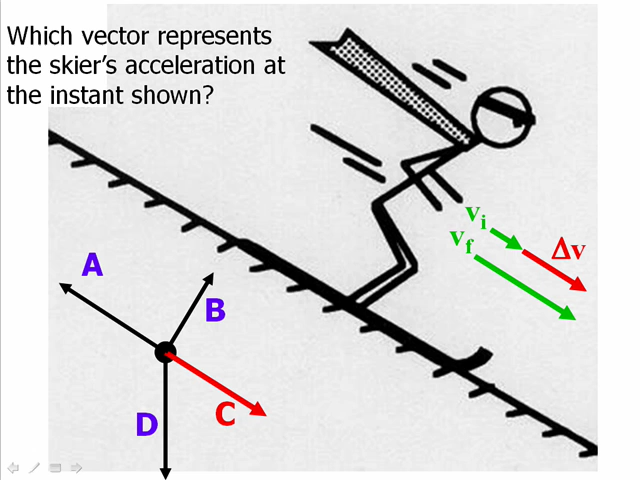 Which vector represents
the skier's acceleration at
the instant shown?
vi
vf
Δv
A
B
C
D